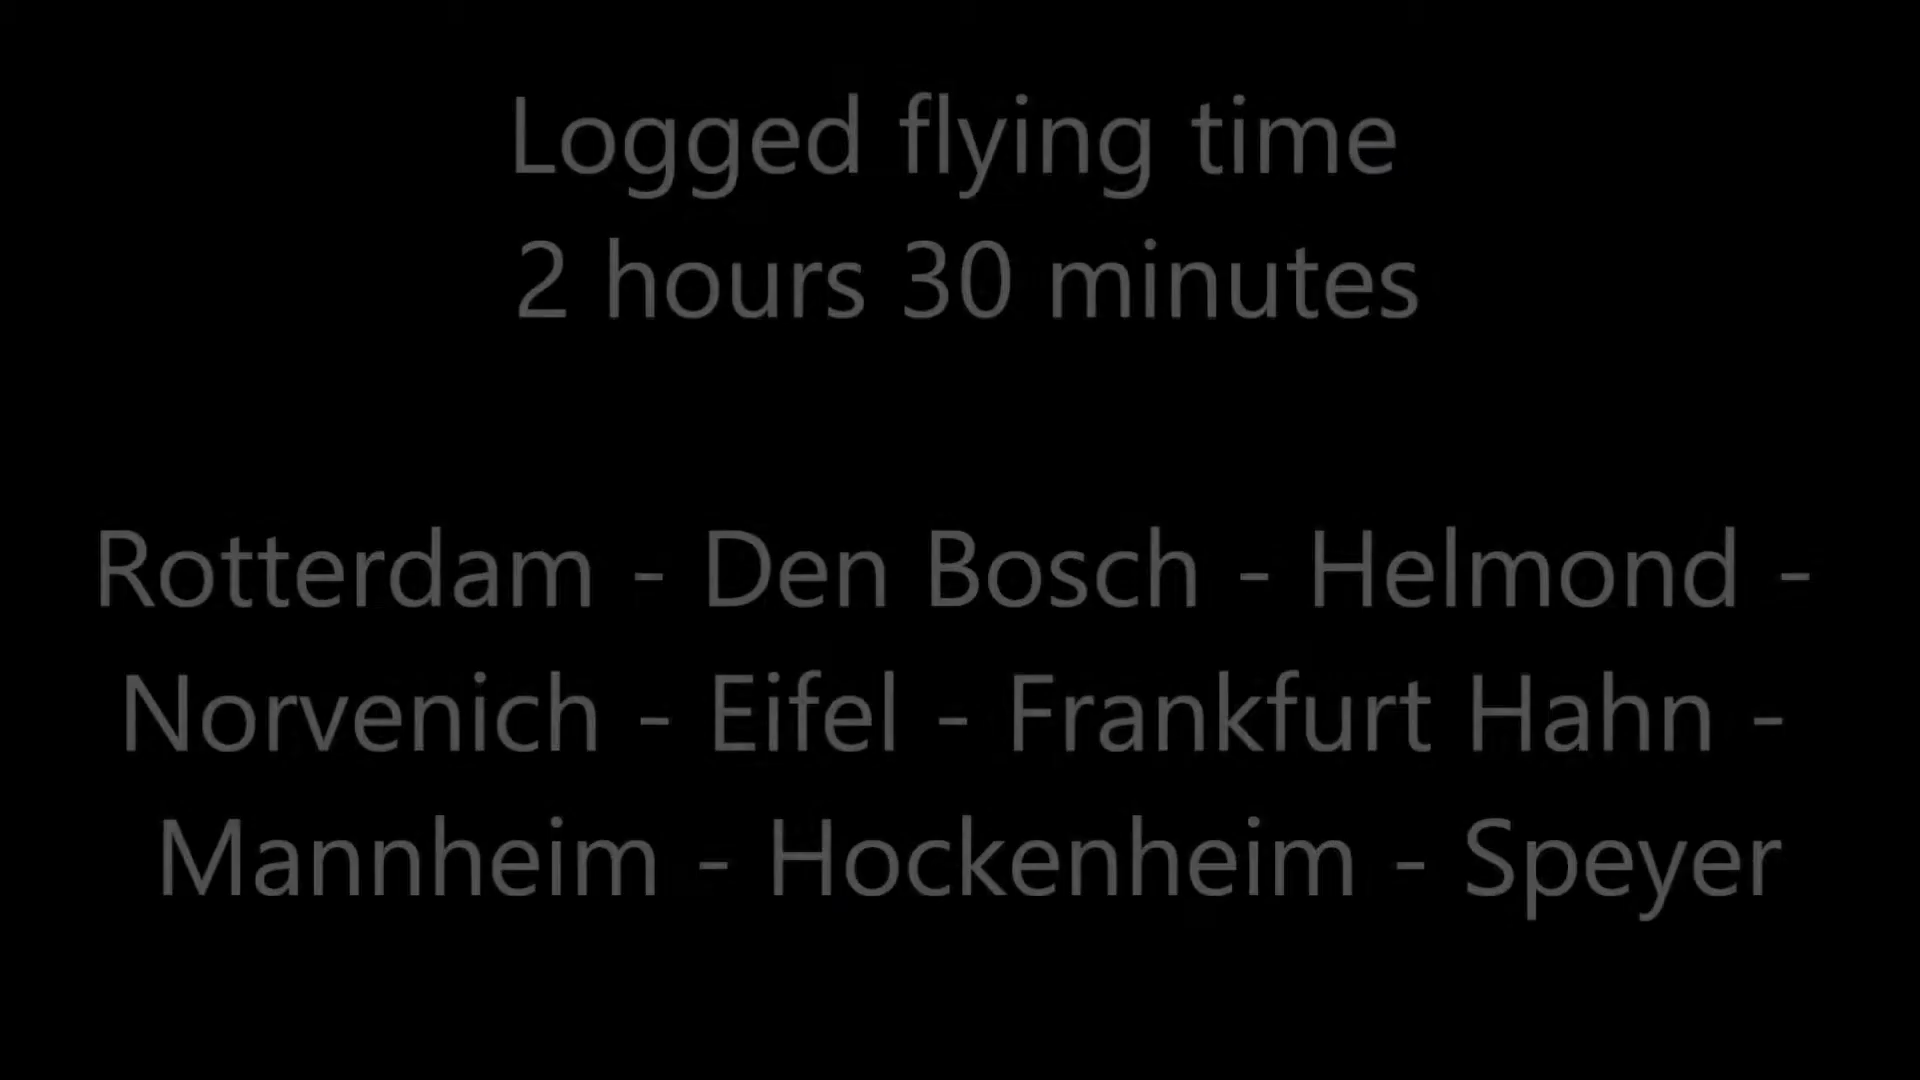 Logged flying time
2 hours 30 minutes
Rotterdam - Den Bosch - Helmond -
Norvenich - Eifel - Frankfurt Hahn -
Mannheim - Hockenheim - Speyer